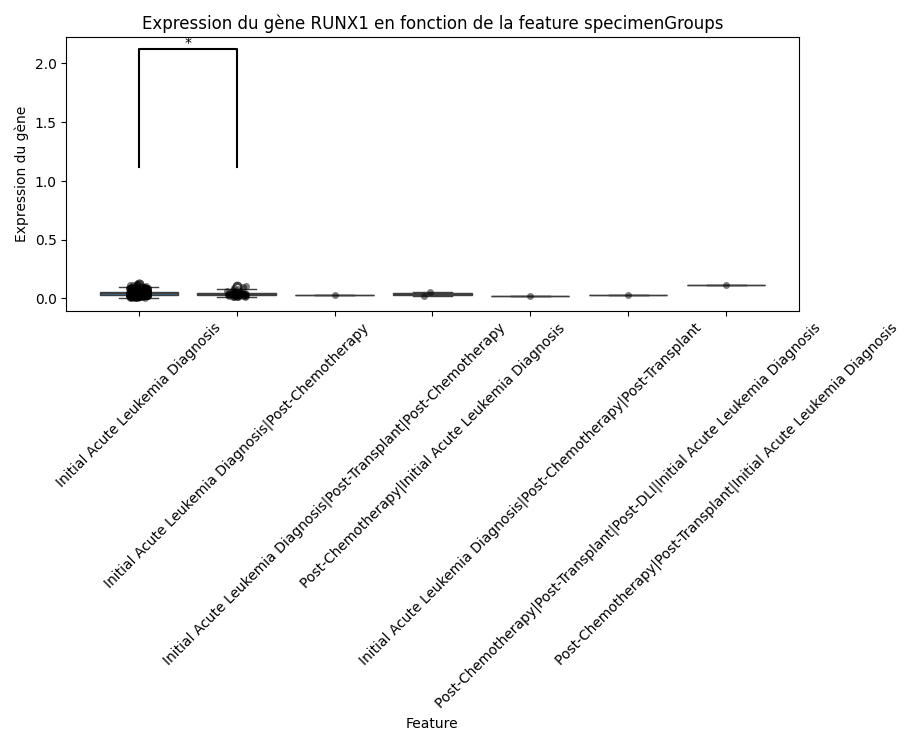 Expression du gène RUNX1 en fonction de la feature specimenGroups
*
2.0
1.5
1.0
0.5
0.0
Expression du gène
Initial Acute Leukemia Diagnosis
Initial Acute Leukemia Diagnosis|Post-Chemotherapy
Initial Acute Leukemia Diagnosis|Post-Transplant|Post-Chemotherapy
Post-Chemotherapy|Initial Acute Leukemia Diagnosis
Initial Acute Leukemia Diagnosis|Post-Chemotherapy|Post-Transplant
Post-Chemotherapy|Post-Transplant|Post-DLI|Initial Acute Leukemia Diagnosis
Post-Chemotherapy|Post-Transplant|Initial Acute Leukemia Diagnosis
Feature